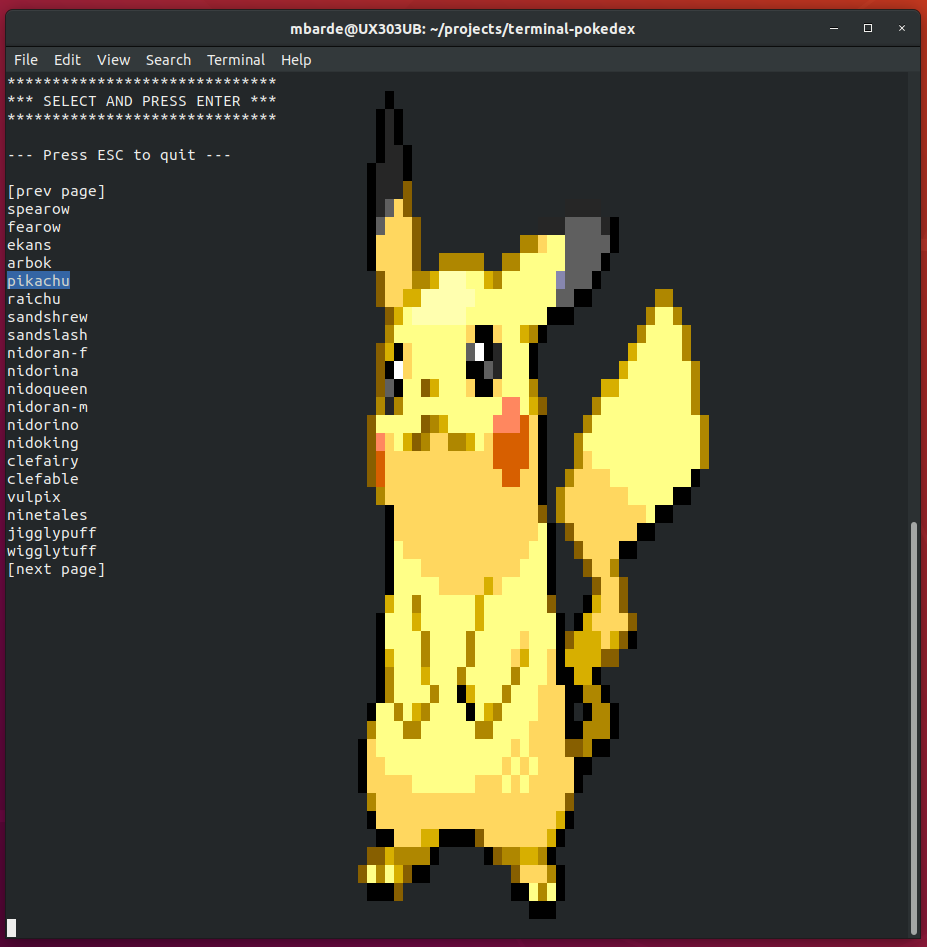 mbarde@UX303UB: ~/projects/terminal-pokedex
File Edit View Search Terminal Help
******************************
*** SELECT AND PRESS ENTER ***
******************************
--- Press ESC to quit ---
[prev page]
spearow
fearow
ekans
arbok
pikachu
raichu
sandshrew
sandslash
nidoran-f
nidorina
nidoqueen
nidoran-m
nidorino
nidoking
clefairy
clefable
vulpix
ninetales
jigglypuff
wigglytuff
[next page]